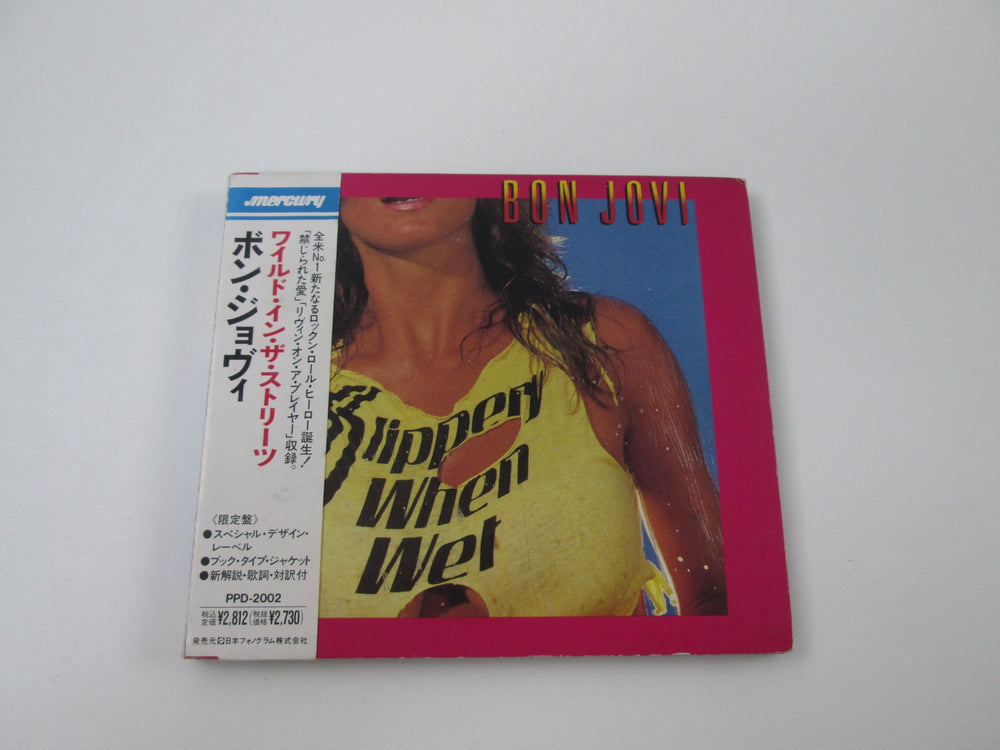 mercury
ワイルド・イン・ザ・ストリーツ
ボン・ジョヴィ
全米No.1新たなるロックン・ロール・ヒーロー誕生!
「禁じられた愛」「リヴィン・オン・ア・プレイヤー」収録。
〈限定盤〉
●スペシャル・デザイン・
レーベル
●ブック・タイプ・ジャケット
●新解説・歌詞・対訳付
PPD-2002
税込定価¥2,812(税抜価格¥2,730)
発売元 日本フォノグラム株式会社
BON JOVI
Slippery
When
Wet